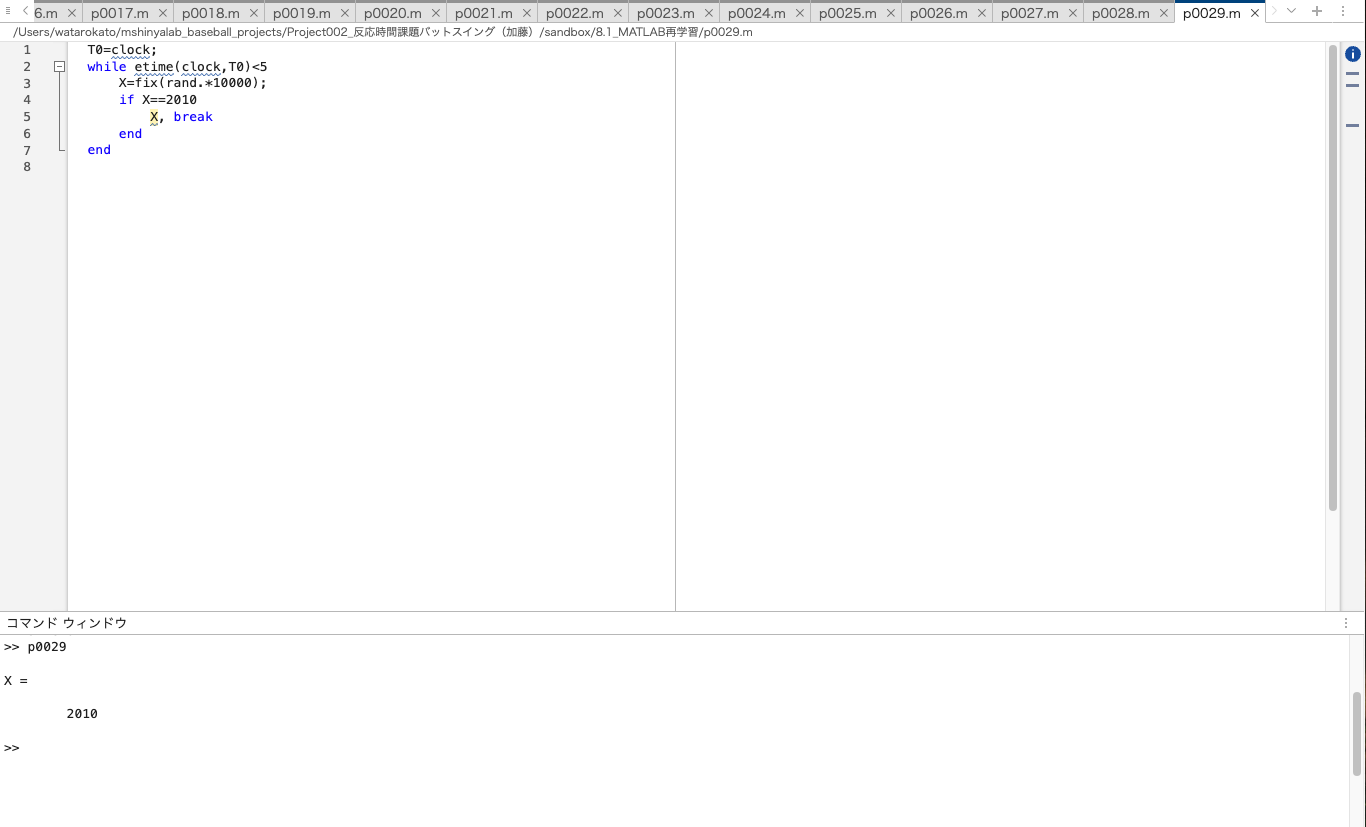 6.m p0017.m p0018.m p0019.m p0020.m p0021.m p0022.m p0023.m p0024.m p0025.m p0026.m p0027.m p0028.m p0029.m
/Users/watarokato/mshinyalab_baseball_projects/Project002_反応時間課題バットスイング（加藤）/sandbox/8.1_MATLAB再学習/p0029.m
1 T0=clock;
2 while etime(clock,T0)<5
3 X=fix(rand.*10000);
4 if X==2010
5 X, break
6 end
7 end
8
コマンド ウィンドウ
>> p0029
X =
2010
>>